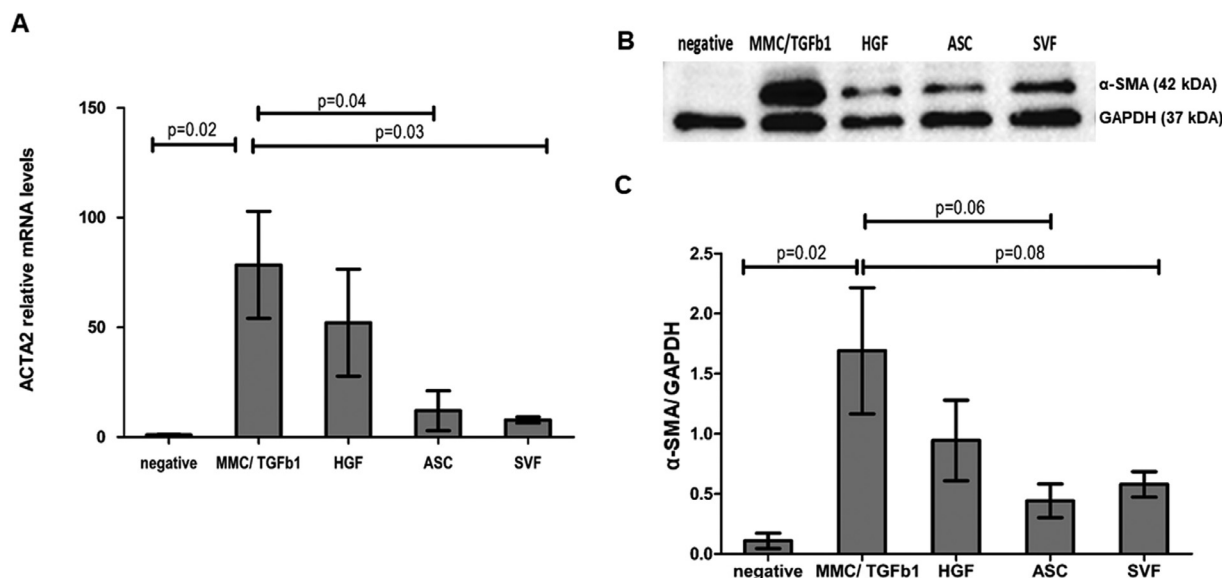 A
150
100
50
0
ACTA2 relative mRNA levels
p=0.04
p=0.02
p=0.03
negative MMC/ TGFb1 HGF ASC SVF
B
negative MMC/TGFb1 HGF ASC SVF
α-SMA (42 kDA)
GAPDH (37 kDA)
C
p=0.06
p=0.02
p=0.08
2.5
2.0
1.5
1.0
0.5
0.0
α-SMA/ GAPDH
negative MMC/ TGFb1 HGF ASC SVF